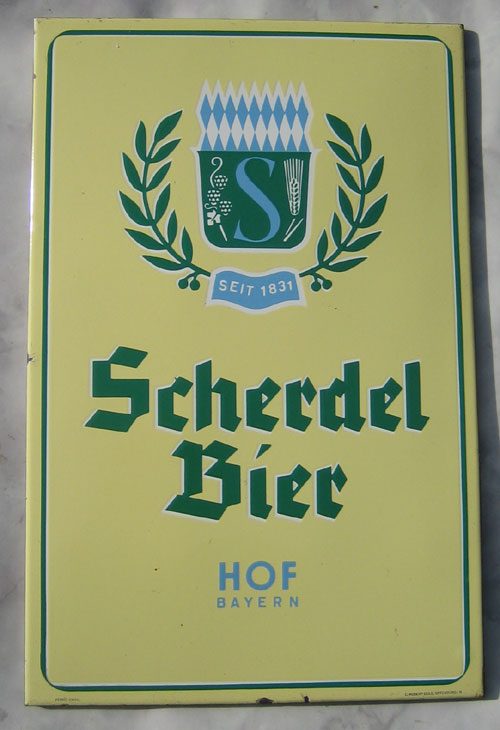 S
SEIT 1831
Scherdel
Bier
HOF
BAYERN